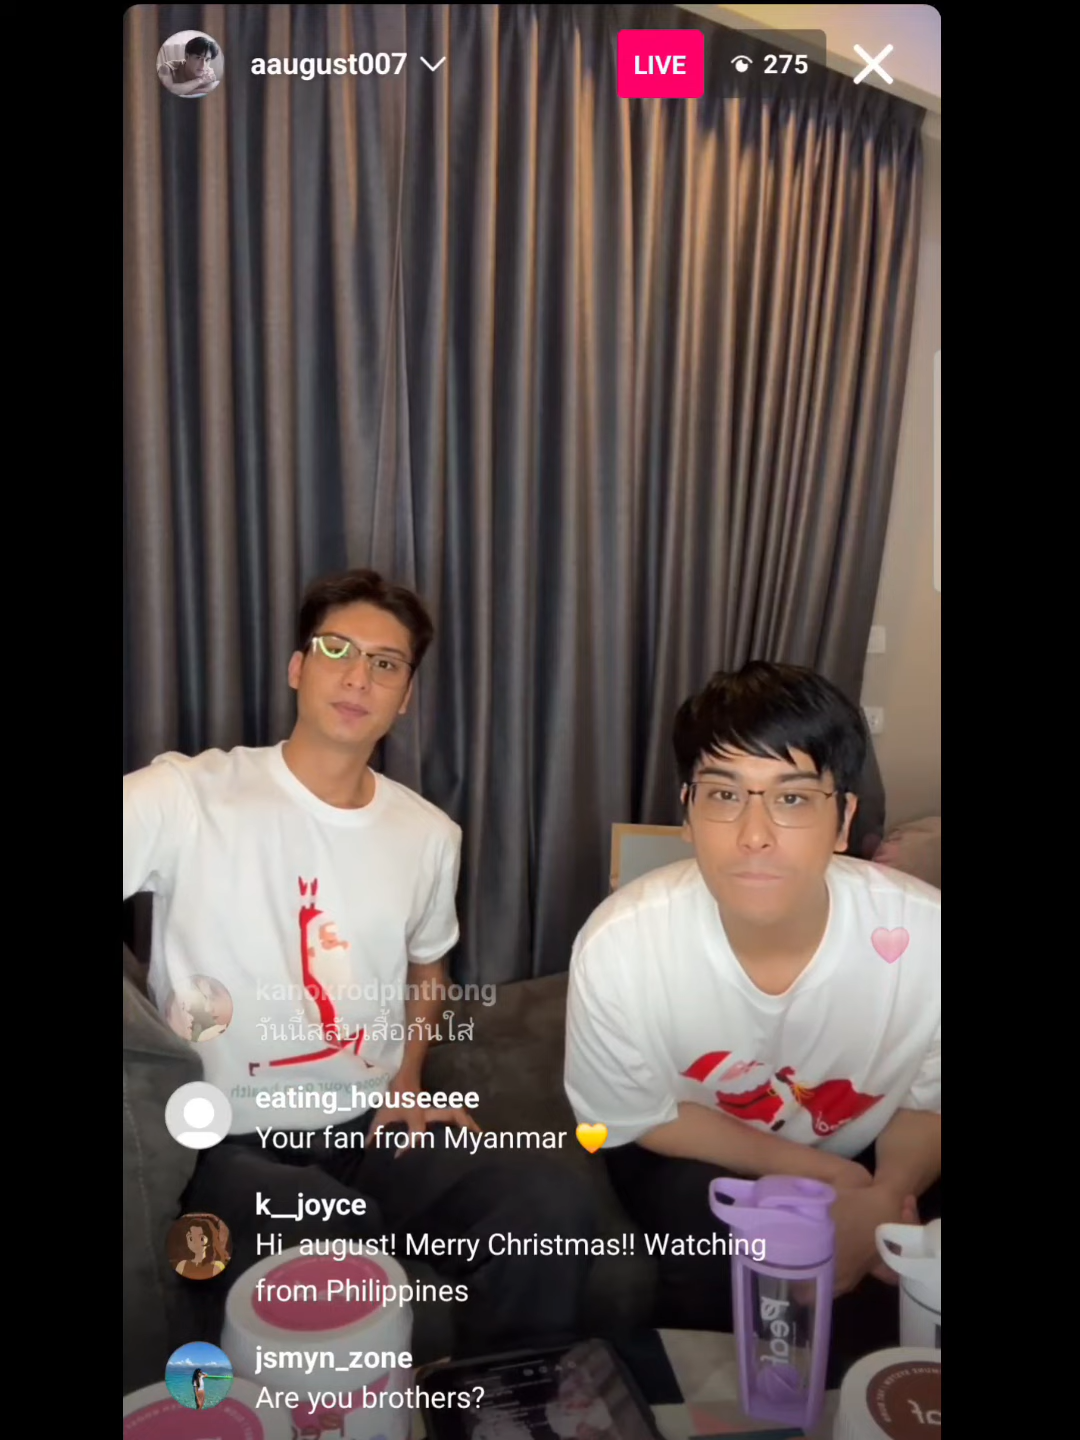 aaugust007
LIVE
275
kanokrodpinthong
วันนี้สลับเสื้อกันใส่
eating_houseeee
Your fan from Myanmar
k__joyce
Hi august! Merry Christmas!! Watching
from Philippines
jsmyn_zone
Are you brothers?